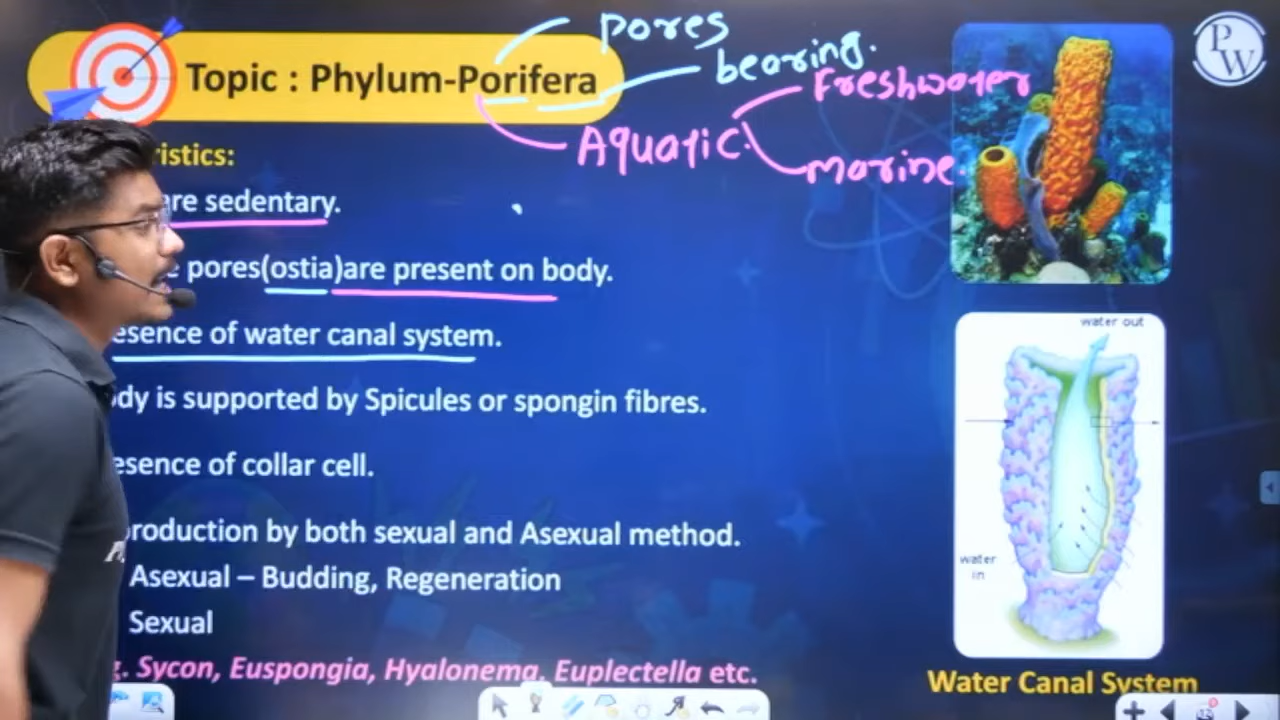 pores
bearing.
Topic : Phylum-Porifera
Freshwater
Aquatic
marine.
PW
ristics:
are sedentary.
pores(ostia)are present on body.
esence of water canal system.
dy is supported by Spicules or spongin fibres.
esence of collar cell.
production by both sexual and Asexual method.
Asexual – Budding, Regeneration
Sexual
g. Sycon, Euspongia, Hyalonema, Euplectella etc.
water out
water
in
Water Canal System